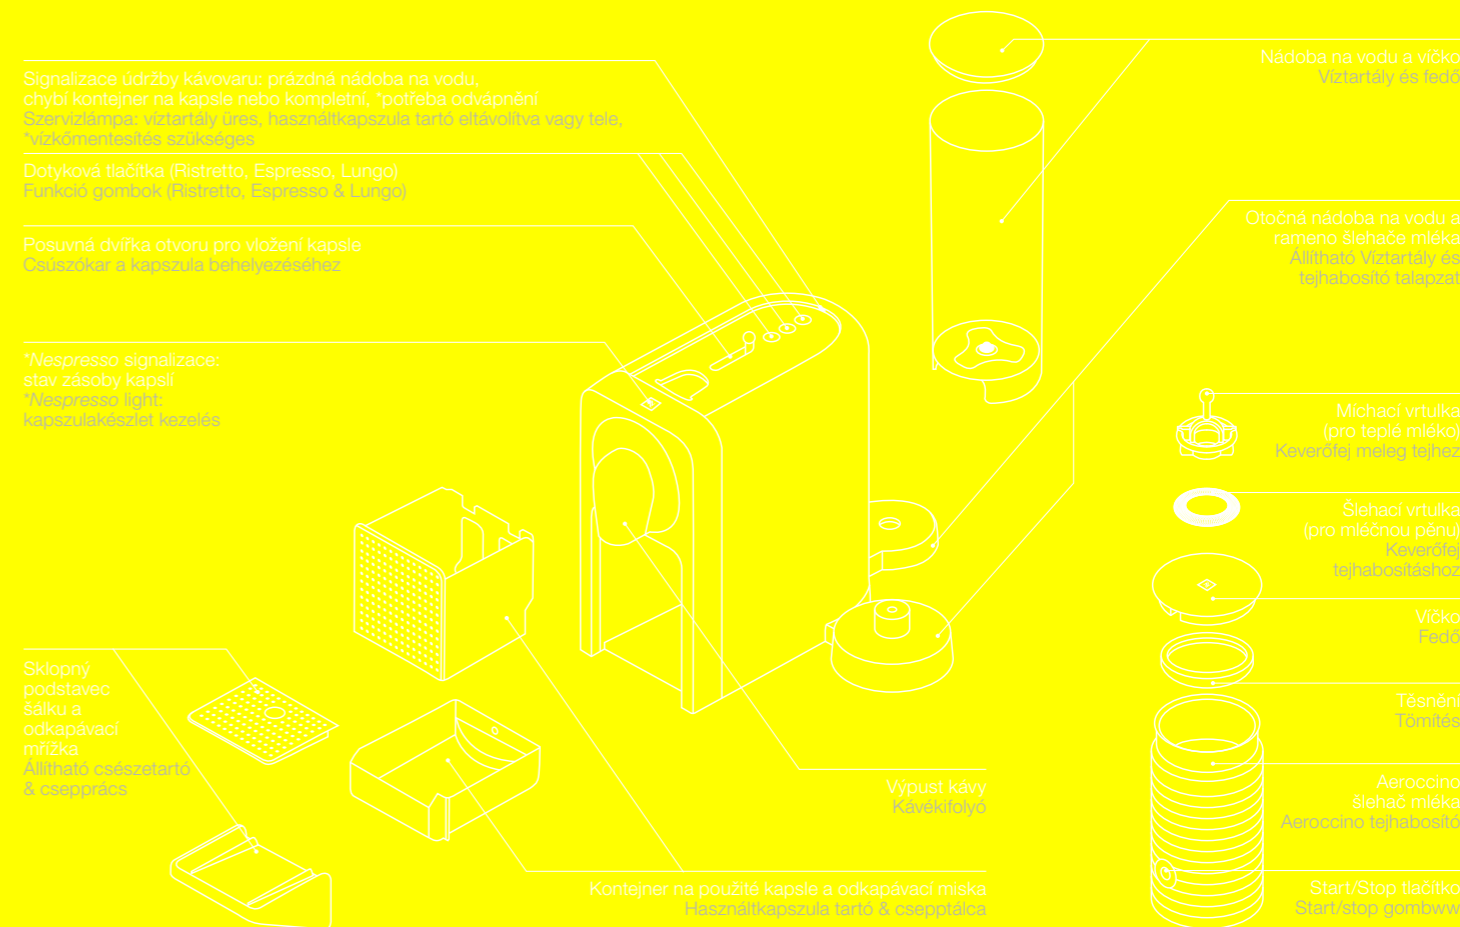 Signalizace údržby kávovaru: prázdná nádoba na vodu,
chybí kontejner na kapsle nebo kompletní, *potřeba odvápnění
Szervizlámpa: víztartály üres, használtkapszula tartó eltávolítva vagy tele,
*vízkőmentesítés szükséges
Dotyková tlačítka (Ristretto, Espresso, Lungo)
Funkció gombok (Ristretto, Espresso & Lungo)
Posuvná dvířka otvoru pro vložení kapsle
Csúszókar a kapszula behelyezéséhez
*Nespresso signalizace:
stav zásoby kapslí
*Nespresso light:
kapszulakészlet kezelés
Sklopný
podstavec
šálku a
odkapávací
mřížka
Állítható csészetartó
& csepprács
Výpust kávy
Kávékifolyó
Kontejner na použité kapsle a odkapávací miska
Használtkapszula tartó & csepptálca
Nádoba na vodu a víčko
Víztartály és fedő
Otočná nádoba na vodu a
rameno šlehače mléka
Állítható Víztartály és
tejhabosító talapzat
Míchací vrtulka
(pro teplé mléko)
Keverőfej meleg tejhez
Šlehací vrtulka
(pro mléčnou pěnu)
Keverőfej
tejhabosításhoz
Víčko
Fedő
Těsnění
Tömítés
Aeroccino
šlehač mléka
Aeroccino tejhabosító
Start/Stop tlačítko
Start/stop gombww